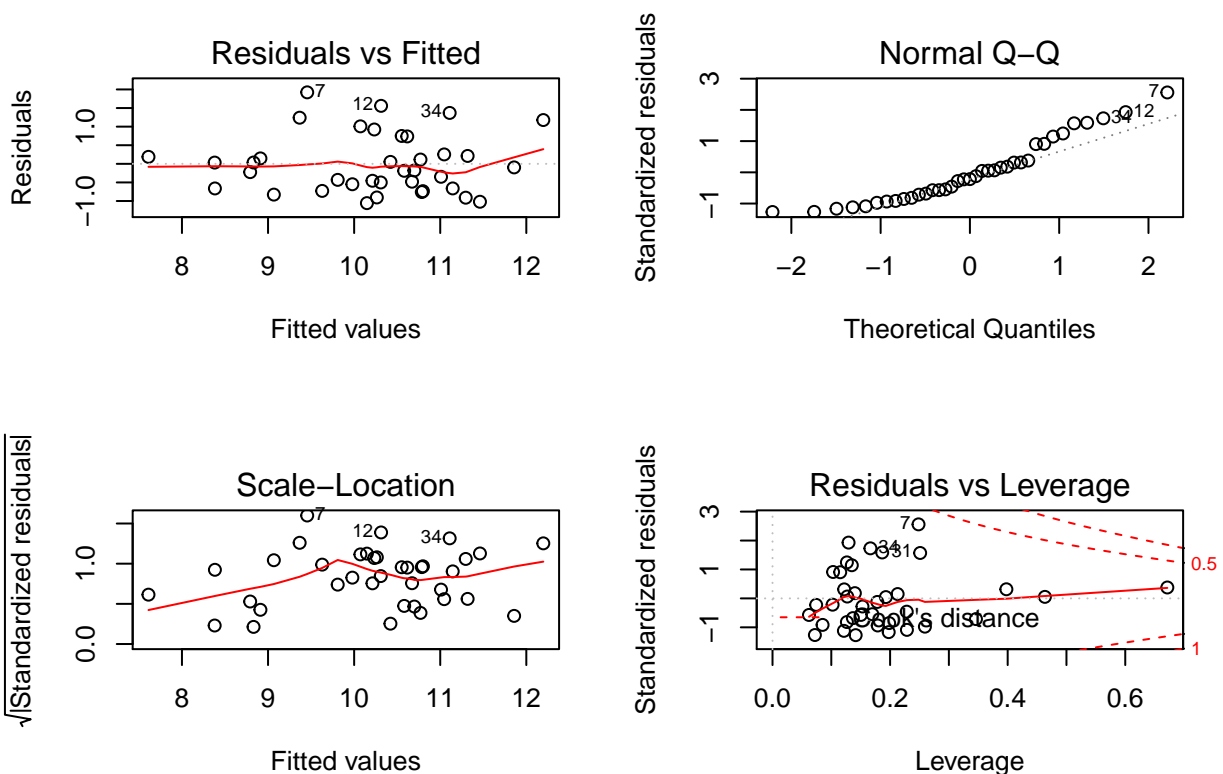 Residuals vs Fitted
Residuals
1.0
−1.0
7
12
34
8 9 10 11 12
Fitted values
Normal Q−Q
Standardized residuals
3
1
−1
7
34
12
−2 −1 0 1 2
Theoretical Quantiles
Scale−Location
√|Standardized residuals|
1.0
0.0
7
12
34
8 9 10 11 12
Fitted values
Residuals vs Leverage
Standardized residuals
3
1
−1
7
34
31
k's distance
0.5
1
0.0 0.2 0.4 0.6
Leverage